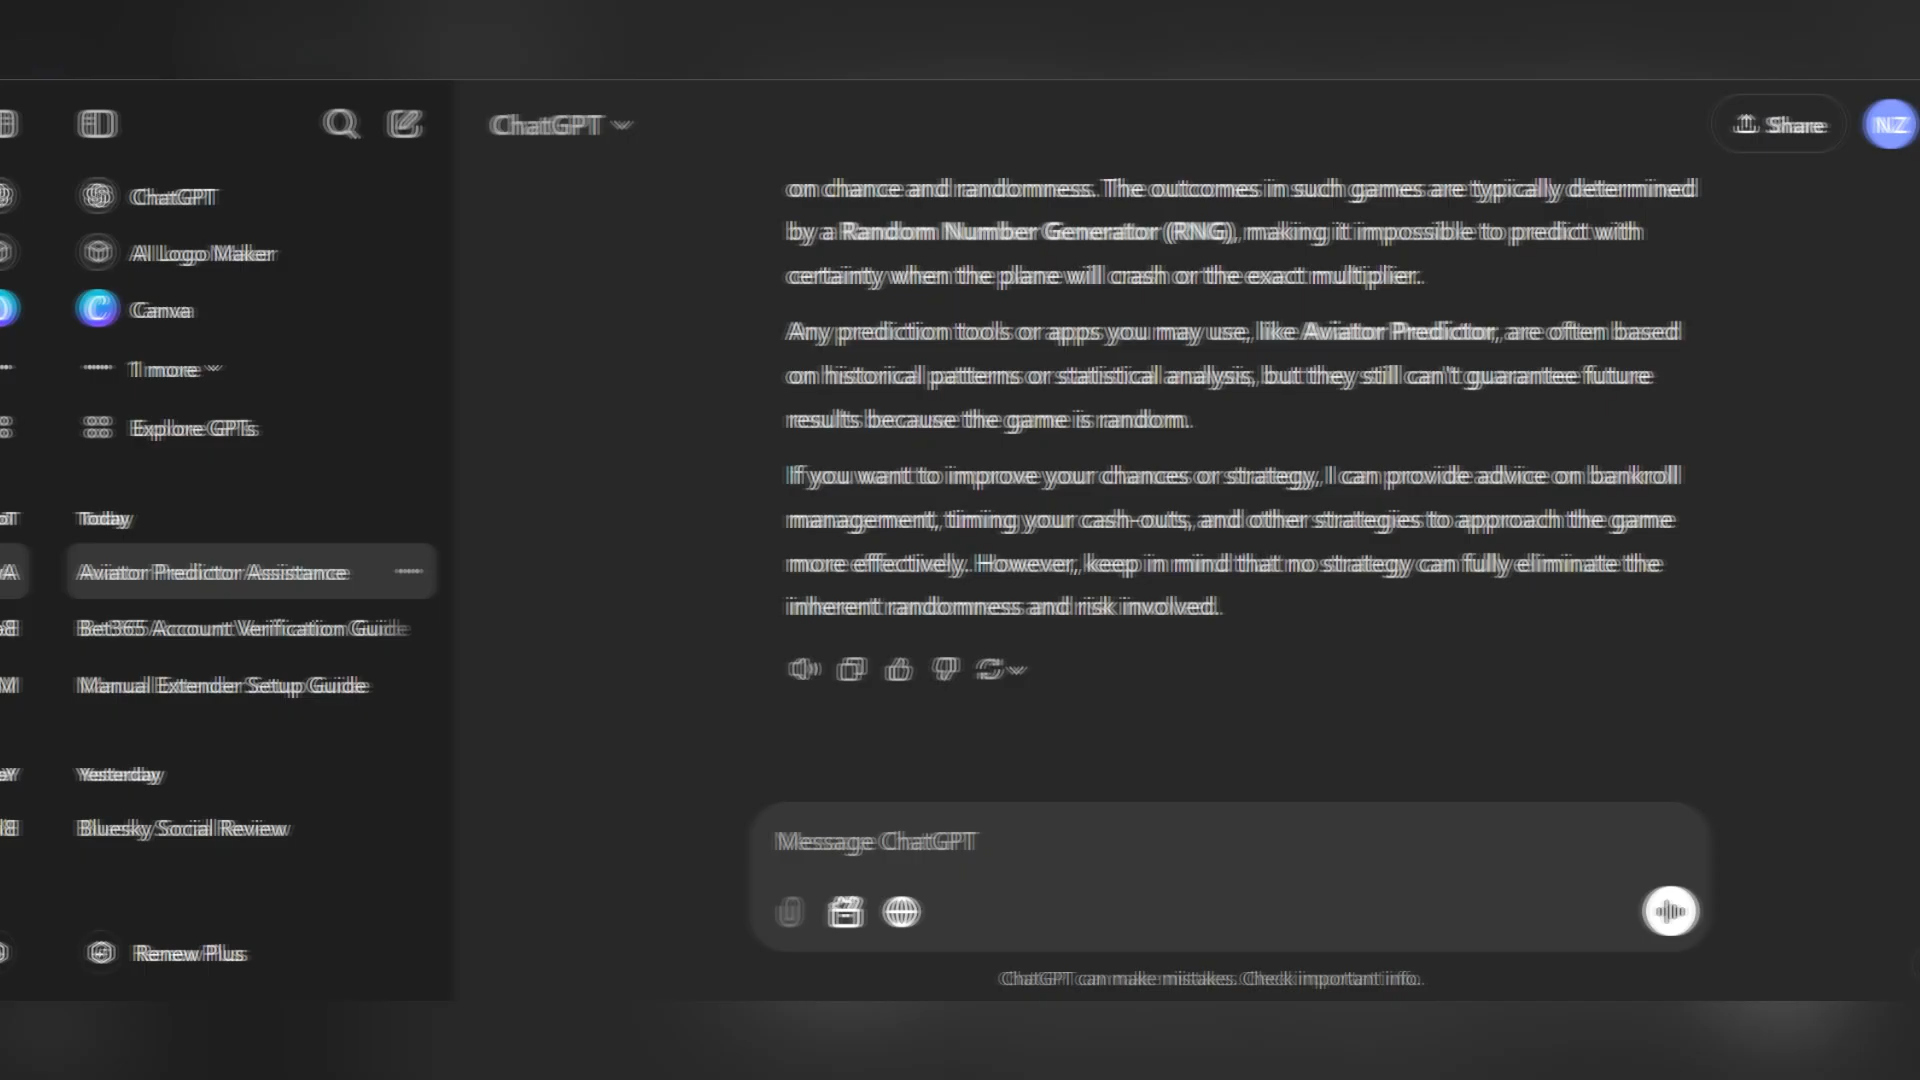 ChatGPT
Share
NZ
ChatGPT
AI Logo Maker
Canva
1 more
Explore GPTs
Today
Aviator Predictor Assistance
Bet365 Account Verification Guide
Manual Extender Setup Guide
Yesterday
Bluesky Social Review
Renew Plus
on chance and randomness. The outcomes in such games are typically determined
by a Random Number Generator (RNG), making it impossible to predict with
certainty when the plane will crash or the exact multiplier.
Any prediction tools or apps you may use, like Aviator Predictor, are often based
on historical patterns or statistical analysis, but they still can't guarantee future
results because the game is random.
If you want to improve your chances or strategy, I can provide advice on bankroll
management, timing your cash-outs, and other strategies to approach the game
more effectively. However, keep in mind that no strategy can fully eliminate the
inherent randomness and risk involved.
Message ChatGPT
ChatGPT can make mistakes. Check important info.